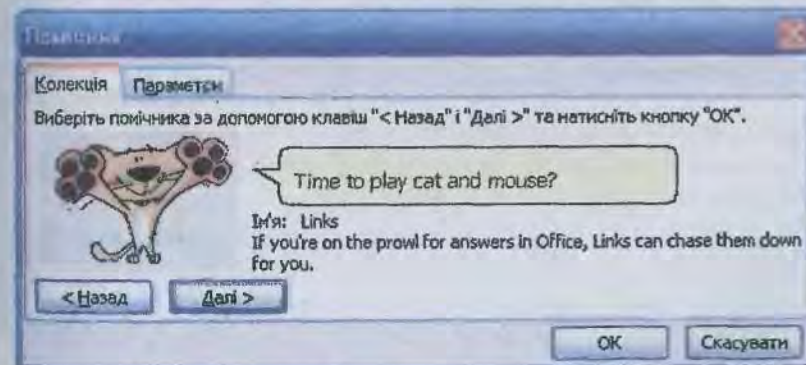 Помічник
Колекція Параметри
Виберіть помічника за допомогою клавіш "< Назад" і "Далі >" та натисніть кнопку "ОК".
Time to play cat and mouse?
Ім'я: Links
If you're on the prowl for answers in Office, Links can chase them down
for you.
< Назад Далі >
ОК Скасувати